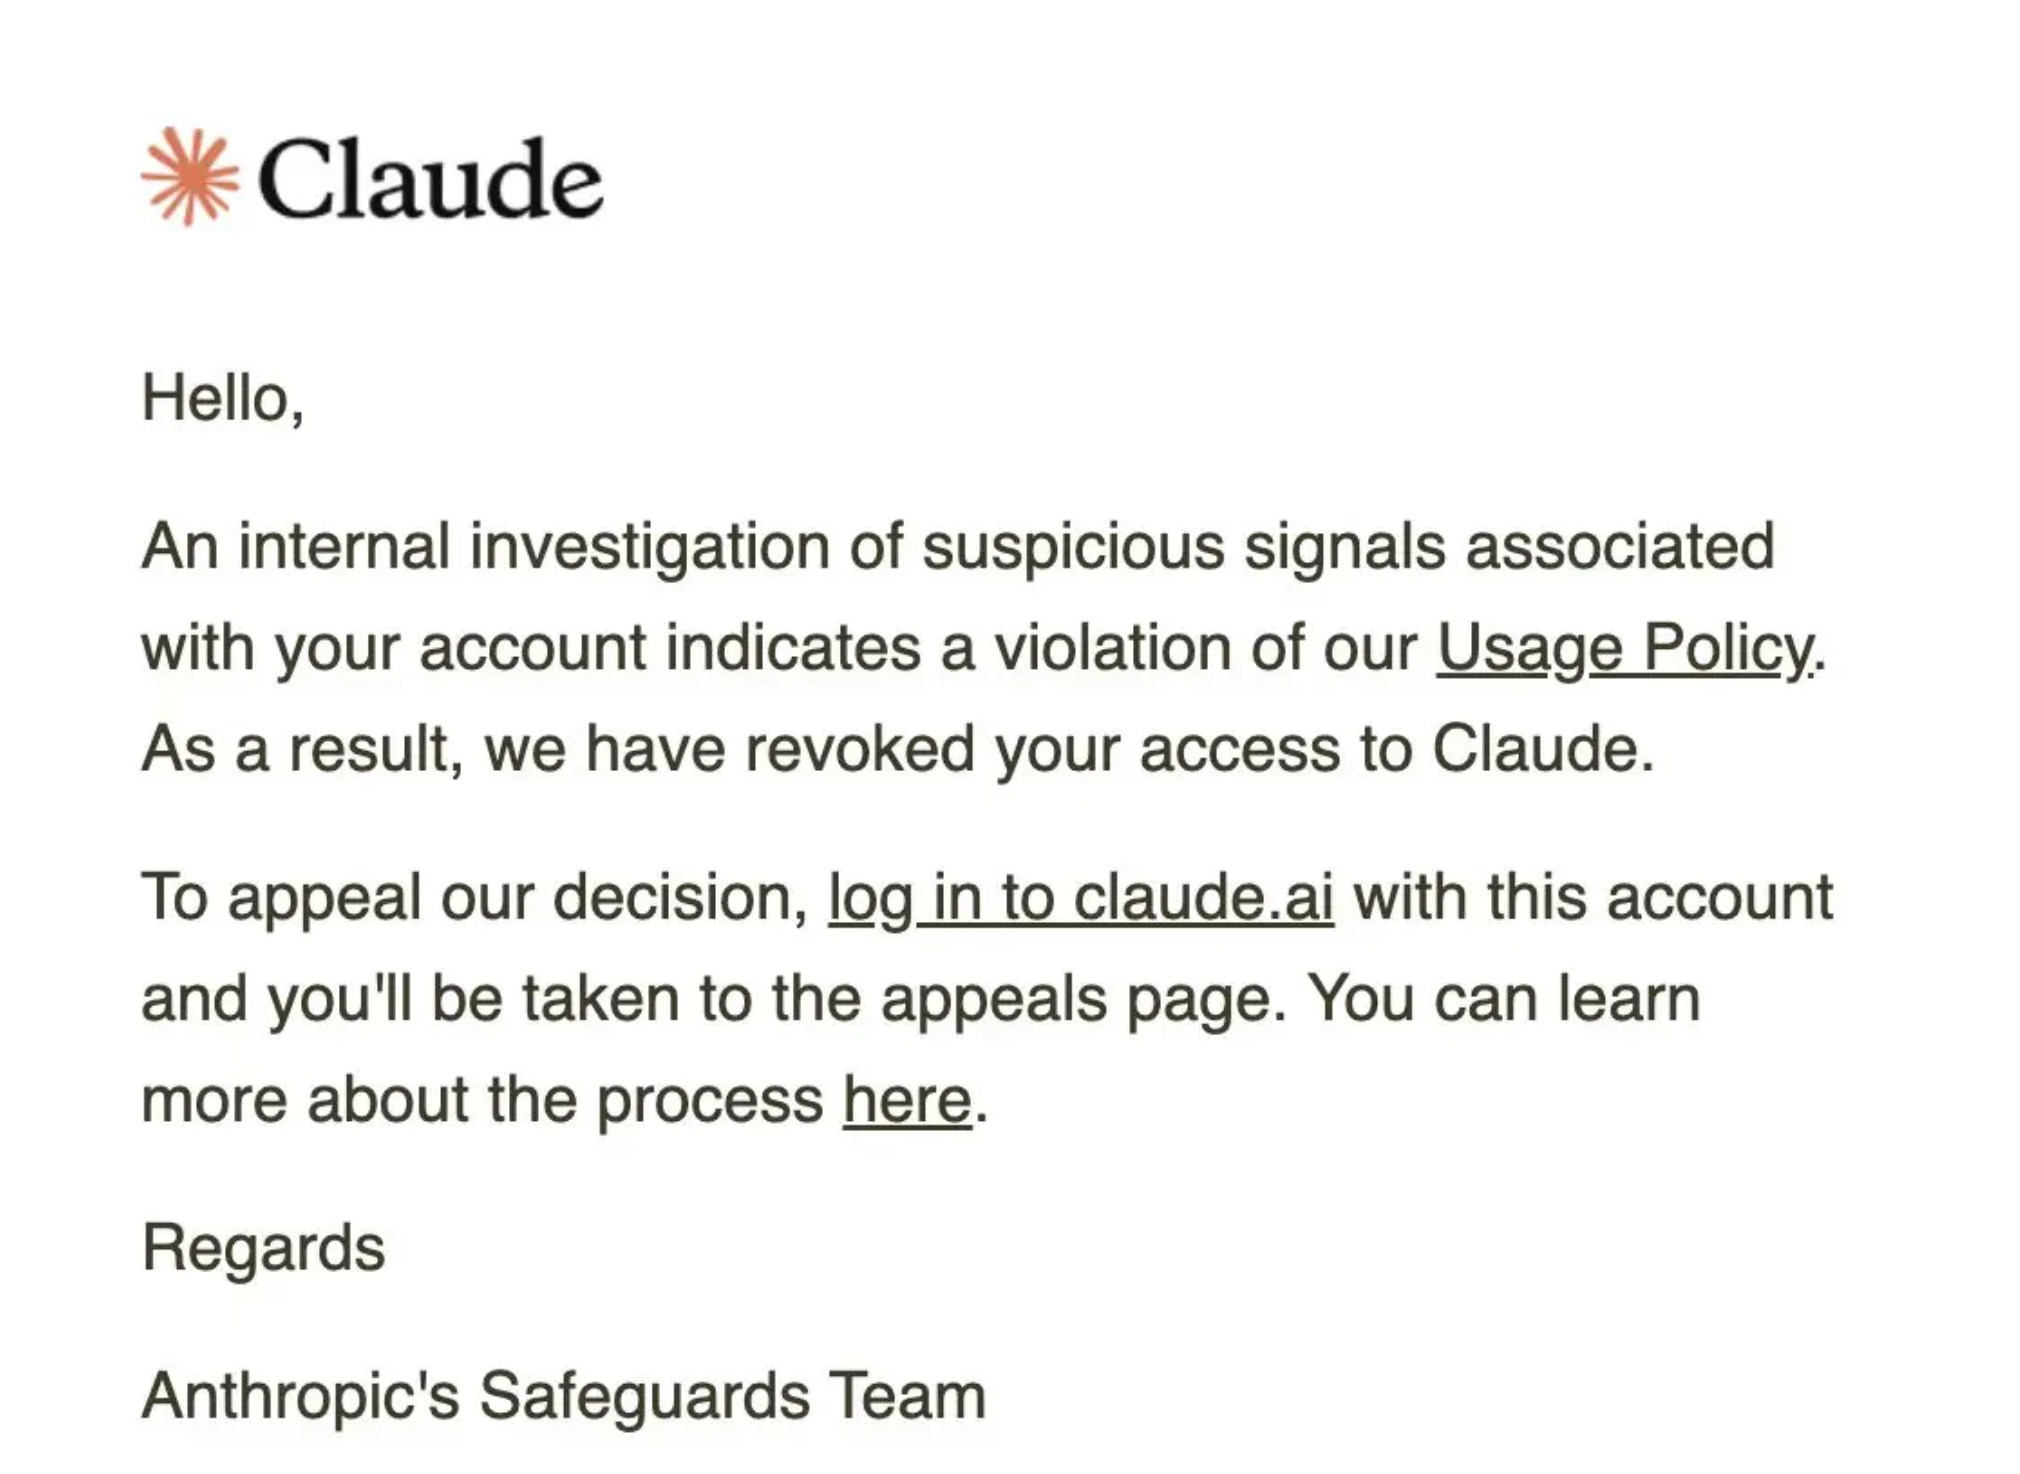 Claude
Hello,
An internal investigation of suspicious signals associated
with your account indicates a violation of our Usage Policy.
As a result, we have revoked your access to Claude.
To appeal our decision, log in to claude.ai with this account
and you'll be taken to the appeals page. You can learn
more about the process here.
Regards
Anthropic's Safeguards Team